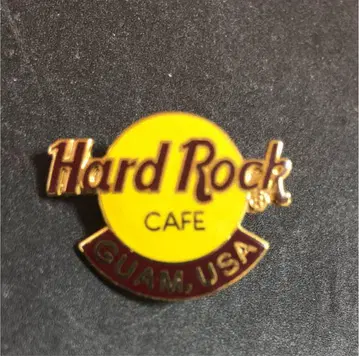 Hard Rock
CAFE
GUAM, USA